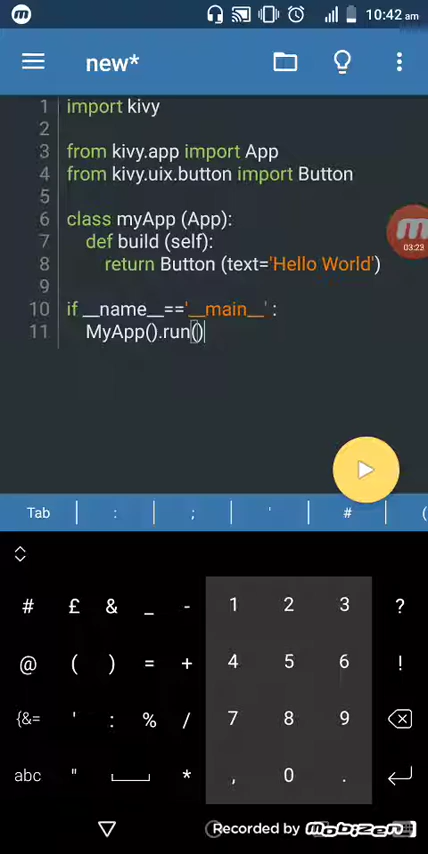 10:42 am
new*
1 import kivy
2
3 from kivy.app import App
4 from kivy.uix.button import Button
5
6 class myApp (App):
7 def build (self):
8 return Button (text='Hello World')
9
10 if __name__=='__main__' :
11 MyApp().run()
03:23
Tab : ; ' # (
# £ & _ - 1 2 3 ?
@ ( ) = + 4 5 6 !
{&= ' : % / 7 8 9
abc " * , 0 .
Recorded by mobizen